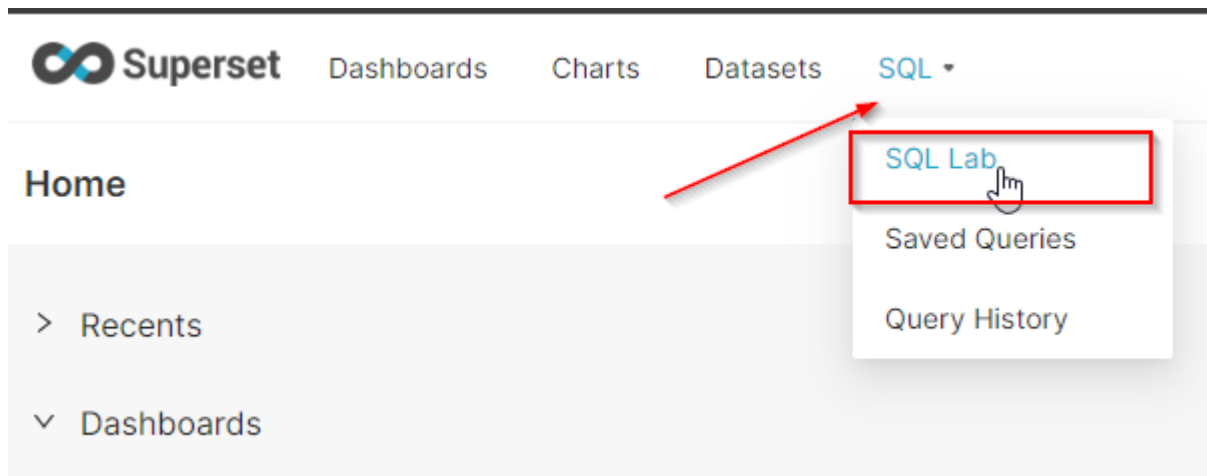 Superset Dashboards Charts Datasets SQL
SQL Lab
Home
Saved Queries
Query History
Recents
Dashboards